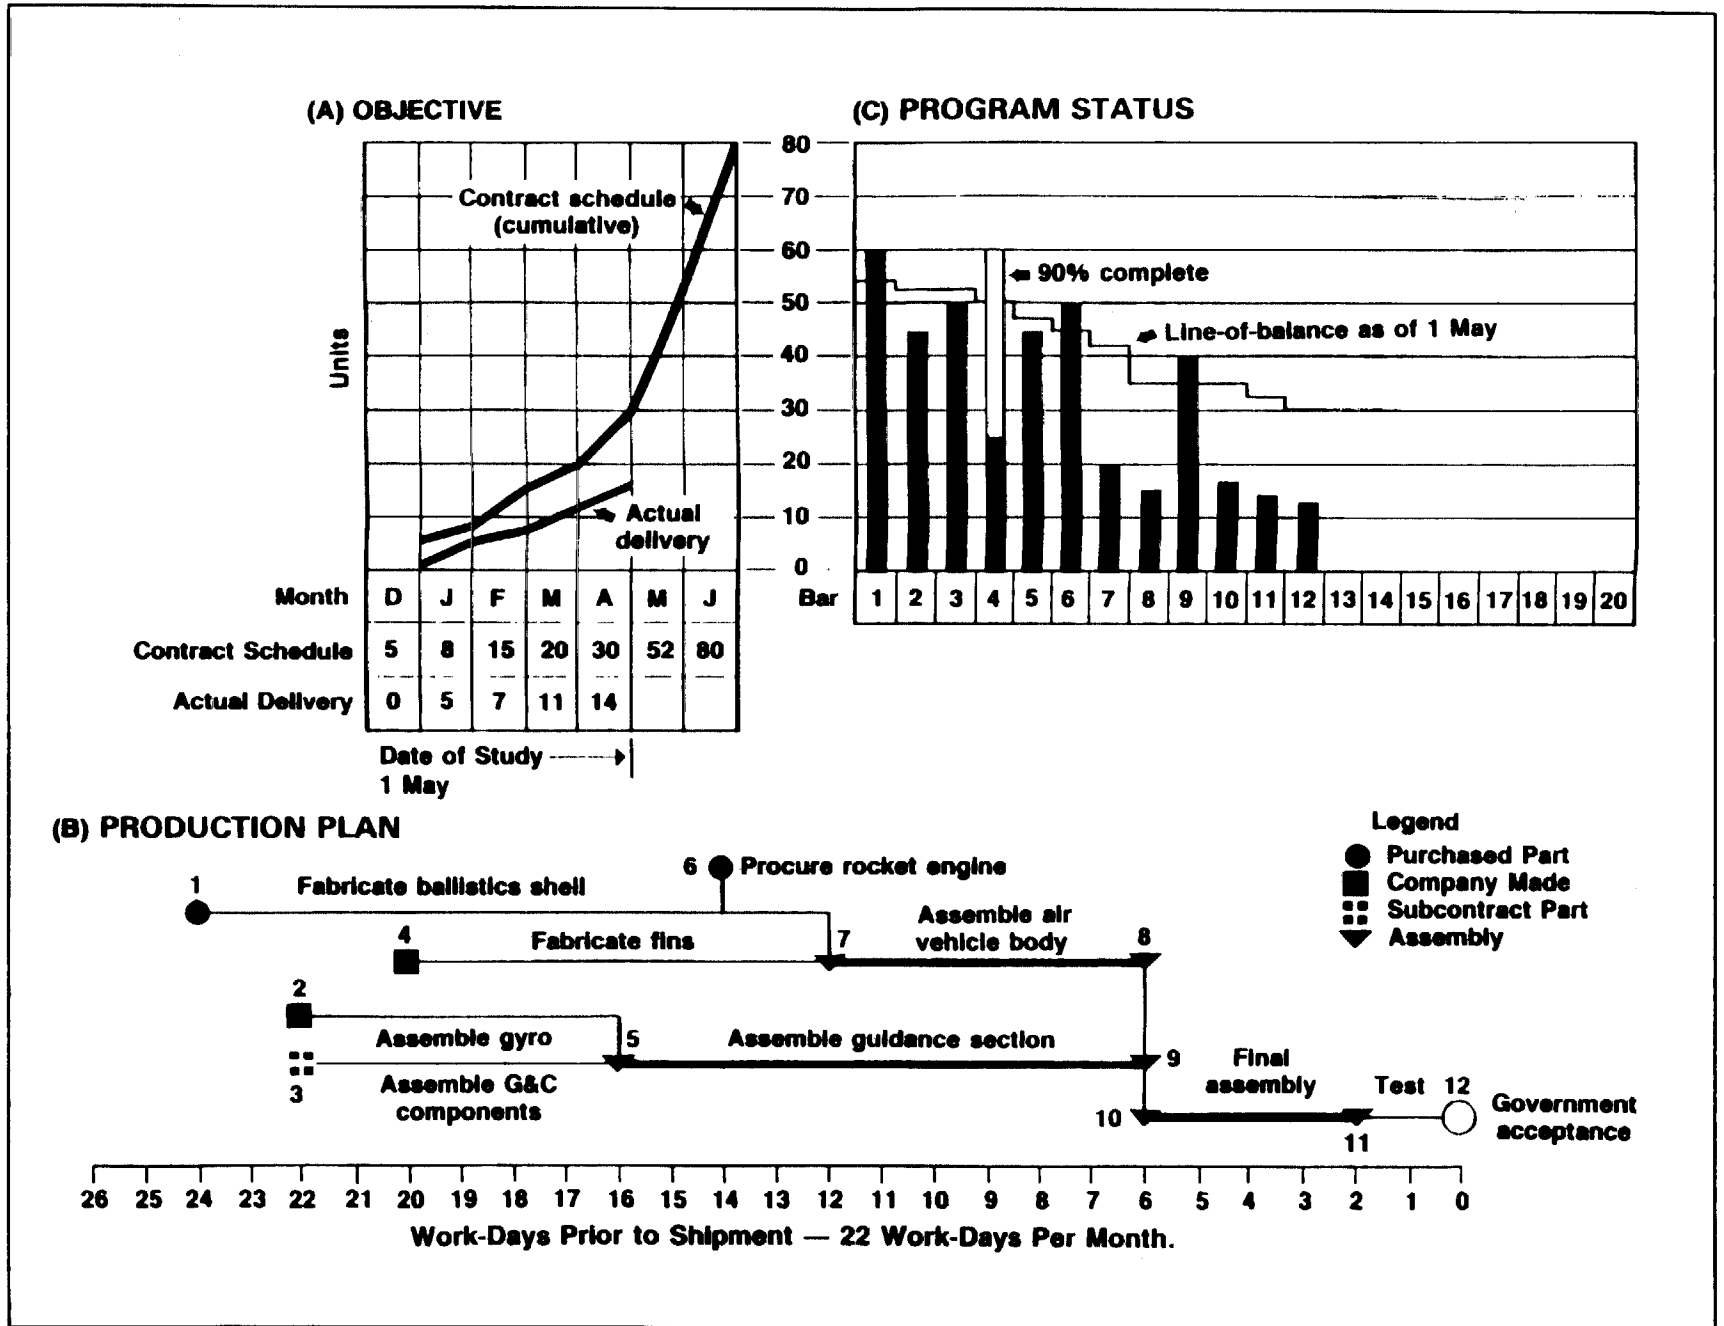 (A) OBJECTIVE
(C) PROGRAM STATUS
80
70
60
50
40
30
20
10
0
Units
Contract schedule
(cumulative)
Actual
delivery
90% complete
Line-of-balance as of 1 May
Month D J F M A M J
Contract Schedule 5 8 15 20 30 52 80
Actual Delivery 0 5 7 11 14
Date of Study
1 May
Bar 1 2 3 4 5 6 7 8 9 10 11 12 13 14 15 16 17 18 19 20
(B) PRODUCTION PLAN
Legend
Purchased Part
Company Made
Subcontract Part
Assembly
1
Fabricate ballistics shell
6
Procure rocket engine
4
Fabricate fins
7
Assemble air
vehicle body
8
2
Assemble gyro
5
Assemble guidance section
9
3
Assemble G&C
components
Final
assembly
10
11
Test
12
Government
acceptance
26 25 24 23 22 21 20 19 18 17 16 15 14 13 12 11 10 9 8 7 6 5 4 3 2 1 0
Work-Days Prior to Shipment — 22 Work-Days Per Month.